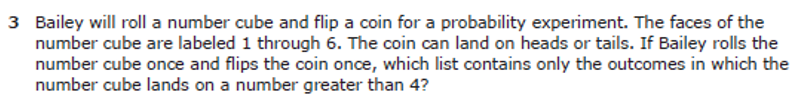 3 Bailey will roll a number cube and flip a coin for a probability experiment. The faces of the
number cube are labeled 1 through 6. The coin can land on heads or tails. If Bailey rolls the
number cube once and flips the coin once, which list contains only the outcomes in which the
number cube lands on a number greater than 4?